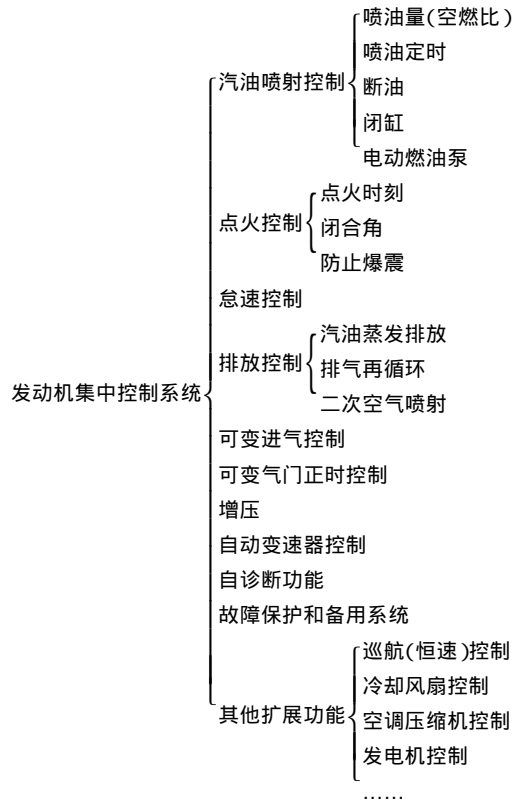 喷油量(空燃比)
喷油定时
汽油喷射控制
断油
闭缸
电动燃油泵
点火时刻
点火控制
闭合角
防止爆震
怠速控制
汽油蒸发排放
排放控制
排气再循环
发动机集中控制系统
二次空气喷射
可变进气控制
可变气门正时控制
增压
自动变速器控制
自诊断功能
故障保护和备用系统
巡航(恒速)控制
冷却风扇控制
其他扩展功能
空调压缩机控制
发电机控制
……